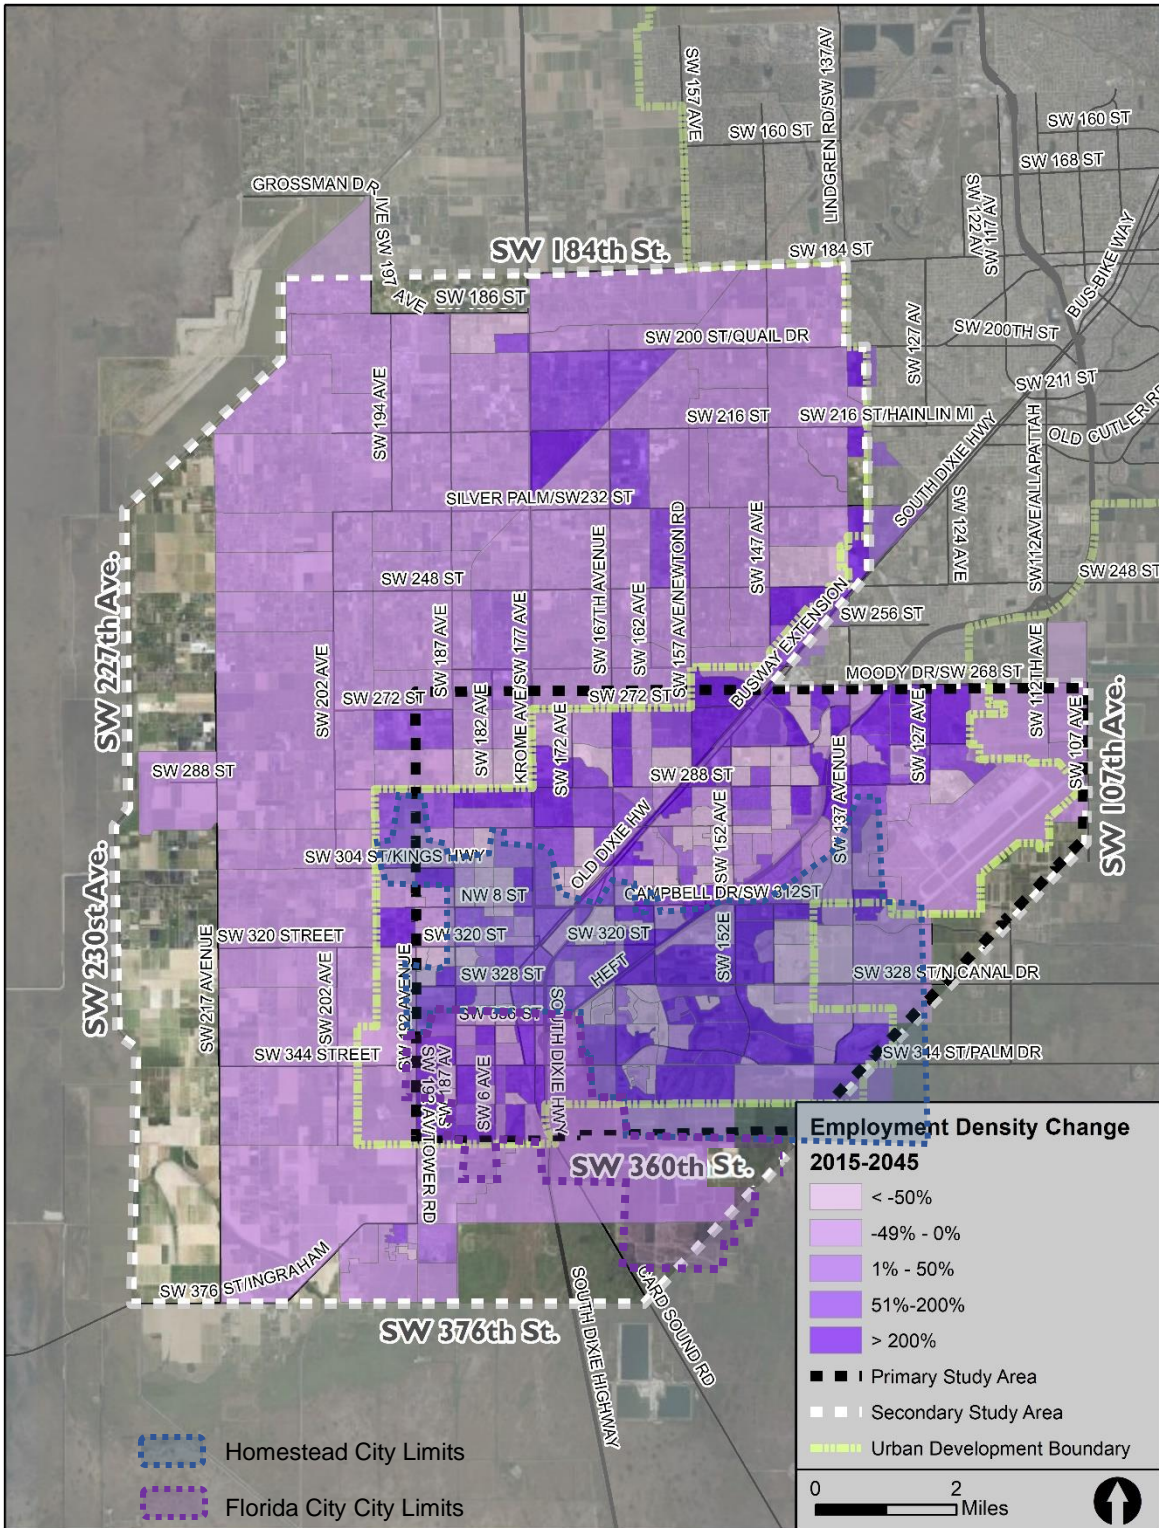 SW 157 AVE
LINDGREN RD/SW 137AV
SW 160 ST
SW 160 ST
SW 168 ST
SW 122 AV
SW 117 AV
GROSSMAN DR-
IVE SW 197
AVE
SW 184th St.
SW 184 ST
BUS-BIKE WAY
SW 186 ST
SW 127 AV
SW 200TH ST
SW 200 ST/QUAIL DR
SW 211 ST
SW 194 AVE
SW 216 ST
SW 216 ST/HAINLIN MI
OLD CUTLER RD
SOUTH DIXIE HWY
SW112AVE/ALLAPATTAH
SILVER PALM/SW232 ST
SW 124 AVE
SW 227th Ave.
SW 248 ST
SW 167TH AVENUE
SW 162 AVE
SW 157 AVE/NEWTON RD
SW 147 AVE
SW 248 ST
SW 256 ST
SW 187 AVE
KROME AVE/SW 177 AVE
BUSWAY EXTENSION
SW 202 AVE
SW 112TH AVE
MOODY DR/SW 268 ST
SW 272 ST
SW 272 ST
SW 182 AVE
SW 172 AVE
SW 127 AVE
SW 107 AVE
SW 107th Ave.
SW 288 ST
SW 288 ST
SW 137 AVENUE
OLD DIXIE HW
SW 152 AVE
SW 304 ST/KINGS HWY
NW 8 ST
CAMPBELL DR/SW 312ST
SW 230st Ave.
SW 320 STREET
SW 320 ST
SW 320 ST
SW 152E
SW 217 AVENUE
SW 202 AVE
SW 192 AVENUE
SW 328 ST
HEFT
SW 328 ST/N.CANAL DR
SW 336 ST
SOUTH DIXIE HWY
SW 344 STREET
SW 187 AV
SW 6 AVE
SW 344 ST/PALM DR
SW 192 AV/TOWER RD
SW 360th St.
SW 376 ST/INGRAHAM
SW 376th St.
SOUTH DIXIE HIGHWAY
CARD SOUND RD
Employment Density Change
2015-2045
< -50%
-49% - 0%
1% - 50%
51%-200%
> 200%
Primary Study Area
Secondary Study Area
Urban Development Boundary
0 2
Miles
Homestead City Limits
Florida City City Limits